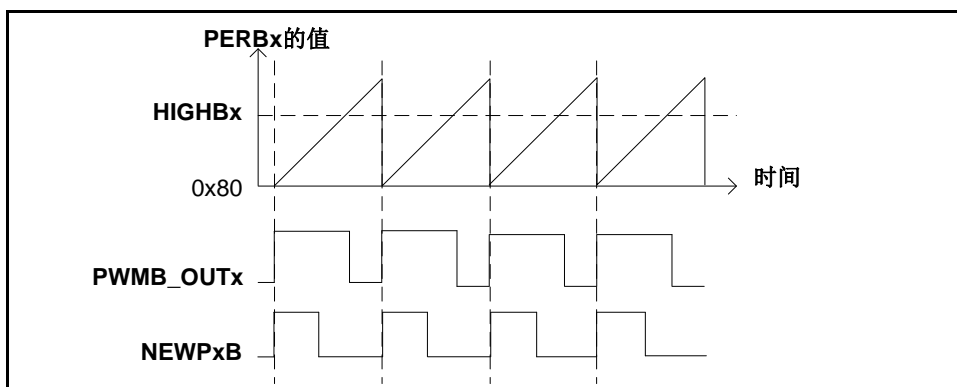 PERBx的值
HIGHBx
0x80
时间
PWMB_OUTx
NEWPxB